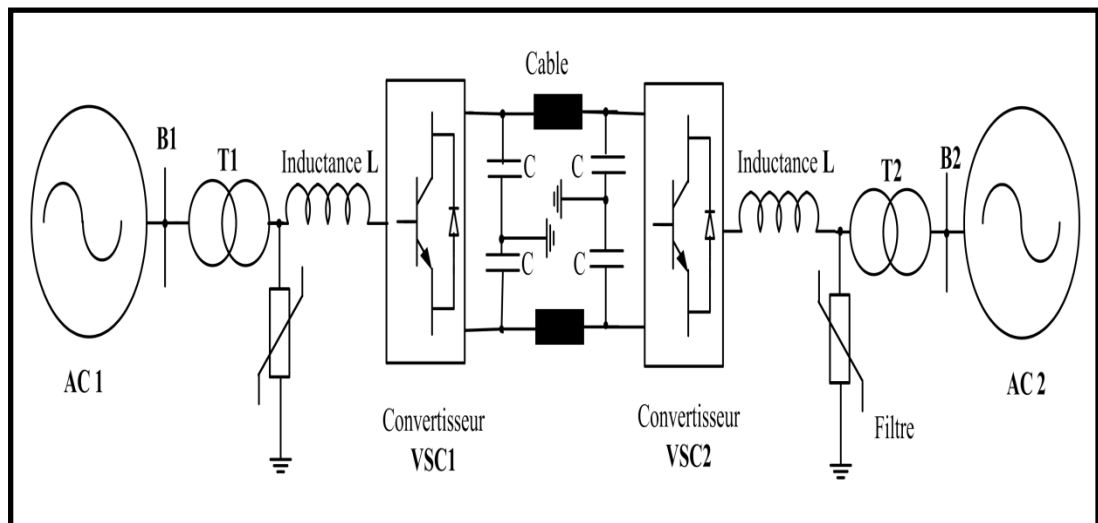 Cable
B1
T1
Inductance L
C
C
C
C
Inductance L
T2
B2
AC 1
Convertisseur
VSC1
Convertisseur
VSC2
Filtre
AC 2